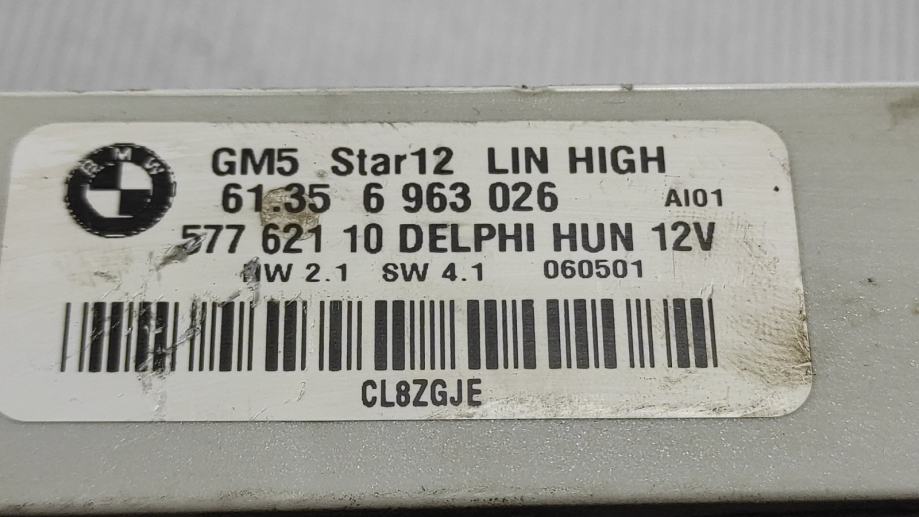 BMW
GM5 Star12 LIN HIGH
61.35 6 963 026 AI01
577 621 10 DELPHI HUN 12V
HW 2.1 SW 4.1 060501
CL8ZGJE